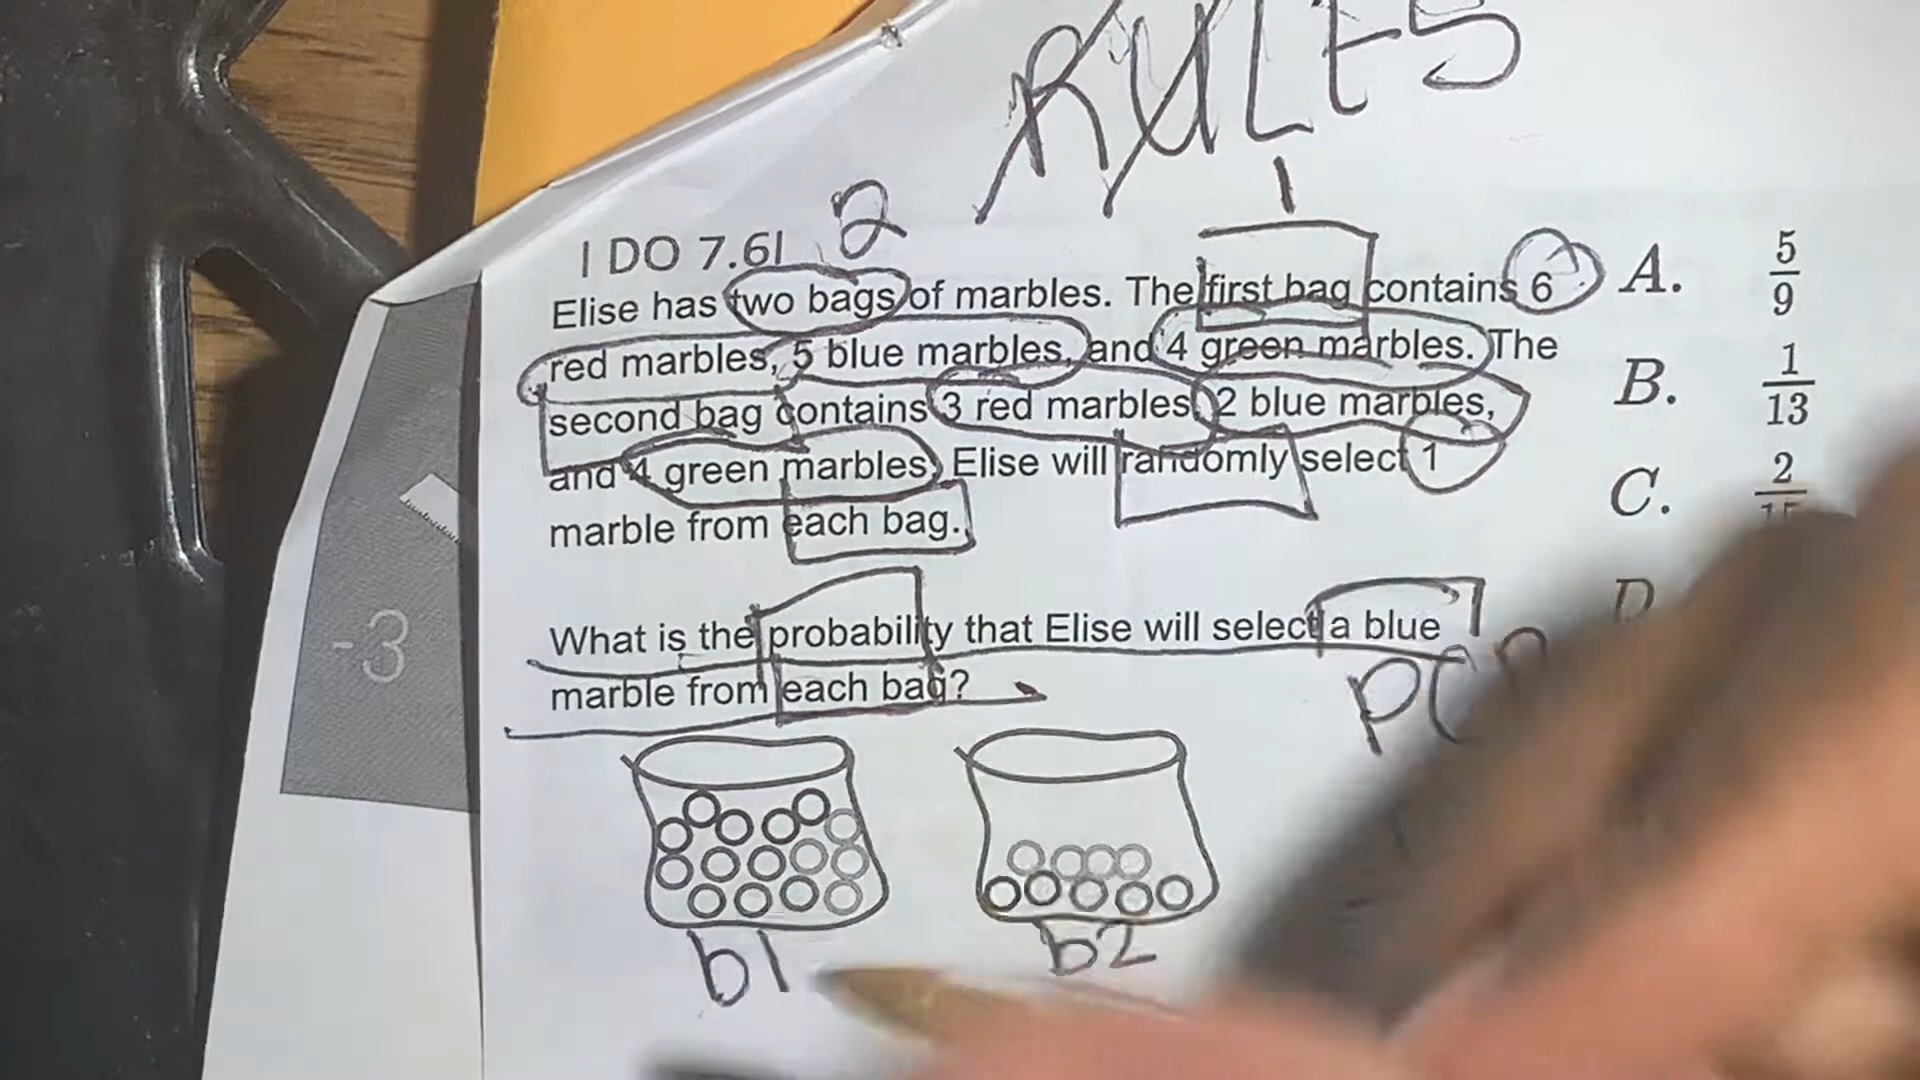 RULES
1
I DO 7.6I 2
Elise has two bags of marbles. The first bag contains 6
red marbles, 5 blue marbles, and 4 green marbles. The
second bag contains 3 red marbles, 2 blue marbles,
and 4 green marbles. Elise will randomly select 1
marble from each bag.
What is the probability that Elise will select a blue
marble from each bag?
A. 5/9
B. 1/13
C. 2
D.
-3
b1 b2